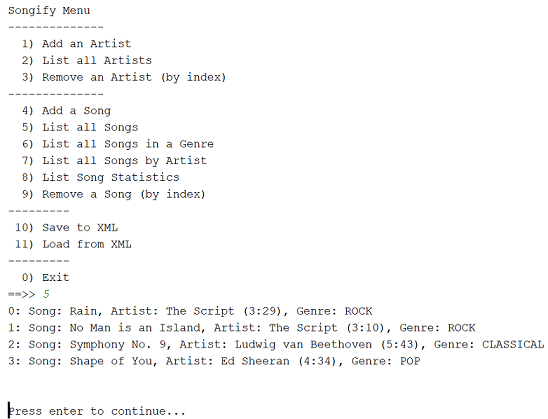 Songify Menu
--------------
1) Add an Artist
2) List all Artists
3) Remove an Artist (by index)
--------------
4) Add a Song
5) List all Songs
6) List all Songs in a Genre
7) List all Songs by Artist
8) List Song Statistics
9) Remove a Song (by index)
---------
10) Save to XML
11) Load from XML
---------
0) Exit
==>> 5
0: Song: Rain, Artist: The Script (3:29), Genre: ROCK
1: Song: No Man is an Island, Artist: The Script (3:10), Genre: ROCK
2: Song: Symphony No. 9, Artist: Ludwig van Beethoven (5:43), Genre: CLASSICAL
3: Song: Shape of You, Artist: Ed Sheeran (4:34), Genre: POP
Press enter to continue...